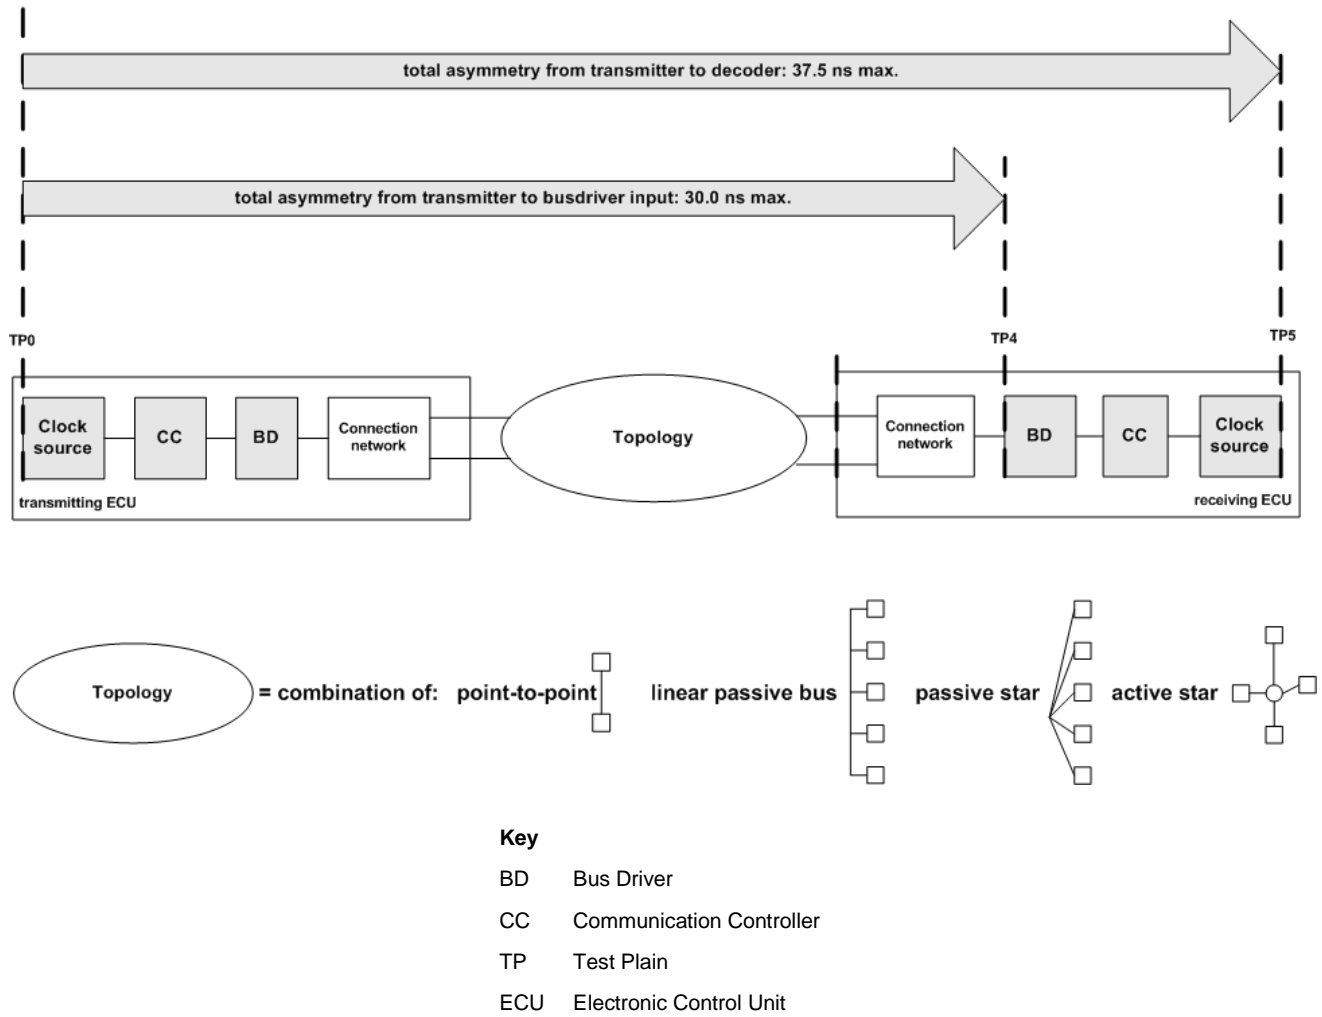 total asymmetry from transmitter to decoder: 37.5 ns max.
total asymmetry from transmitter to busdriver input: 30.0 ns max.
TP0
TP4
TP5
Clock
source
CC
BD
Connection
network
transmitting ECU
Topology
Connection
network
BD
CC
Clock
source
receiving ECU
Topology
= combination of:
point-to-point
linear passive bus
passive star
active star
Key
BD Bus Driver
CC Communication Controller
TP Test Plain
ECU Electronic Control Unit